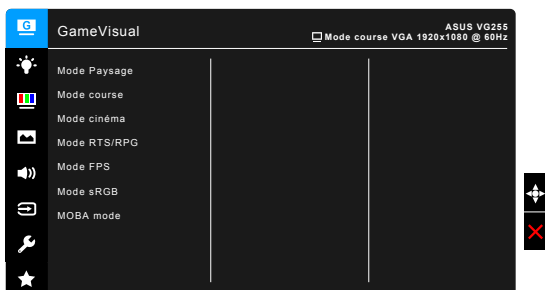 G
GameVisual
ASUS VG255
Mode course VGA 1920x1080 @ 60Hz
Mode Paysage
Mode course
Mode cinéma
Mode RTS/RPG
Mode FPS
Mode sRGB
MOBA mode